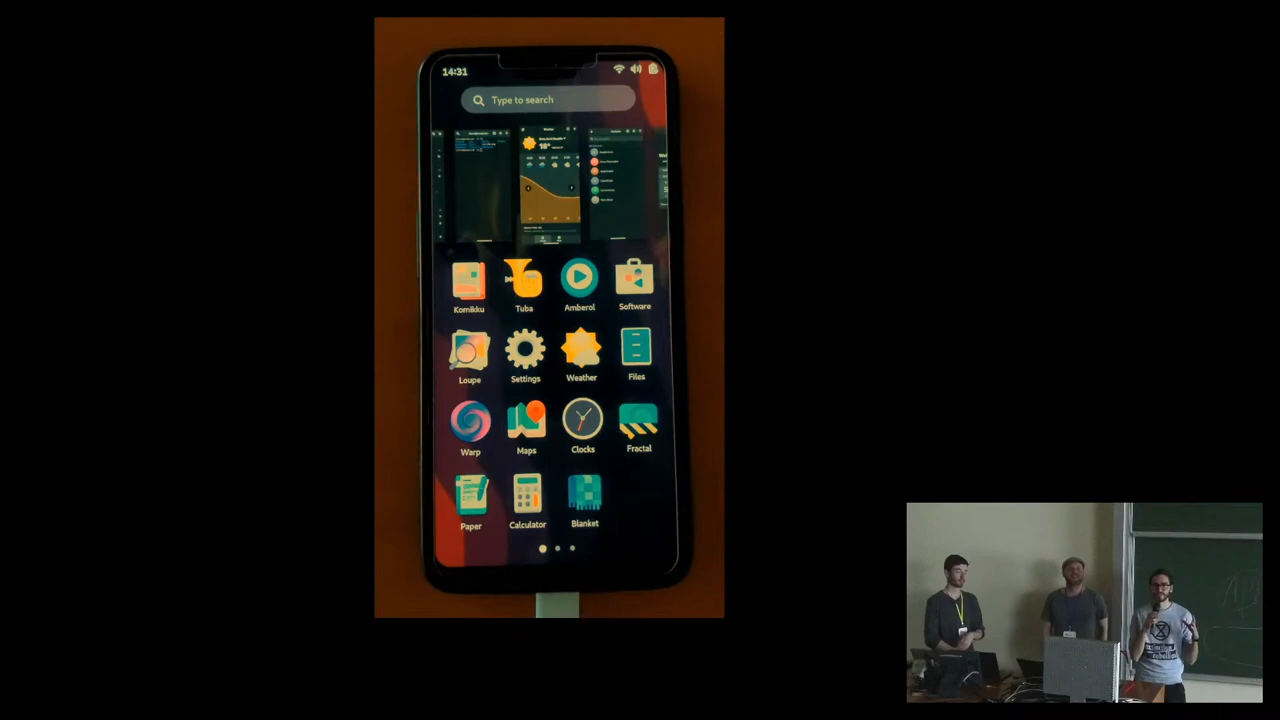 14:31
Type to search
Komikku
Tuba
Amberol
Software
Loupe
Settings
Weather
Files
Warp
Maps
Clocks
Fractal
Paper
Calculator
Blanket